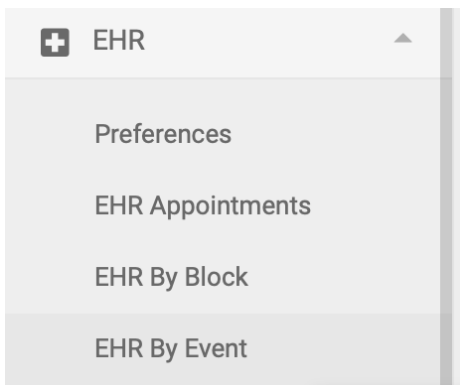 EHR
Preferences
EHR Appointments
EHR By Block
EHR By Event